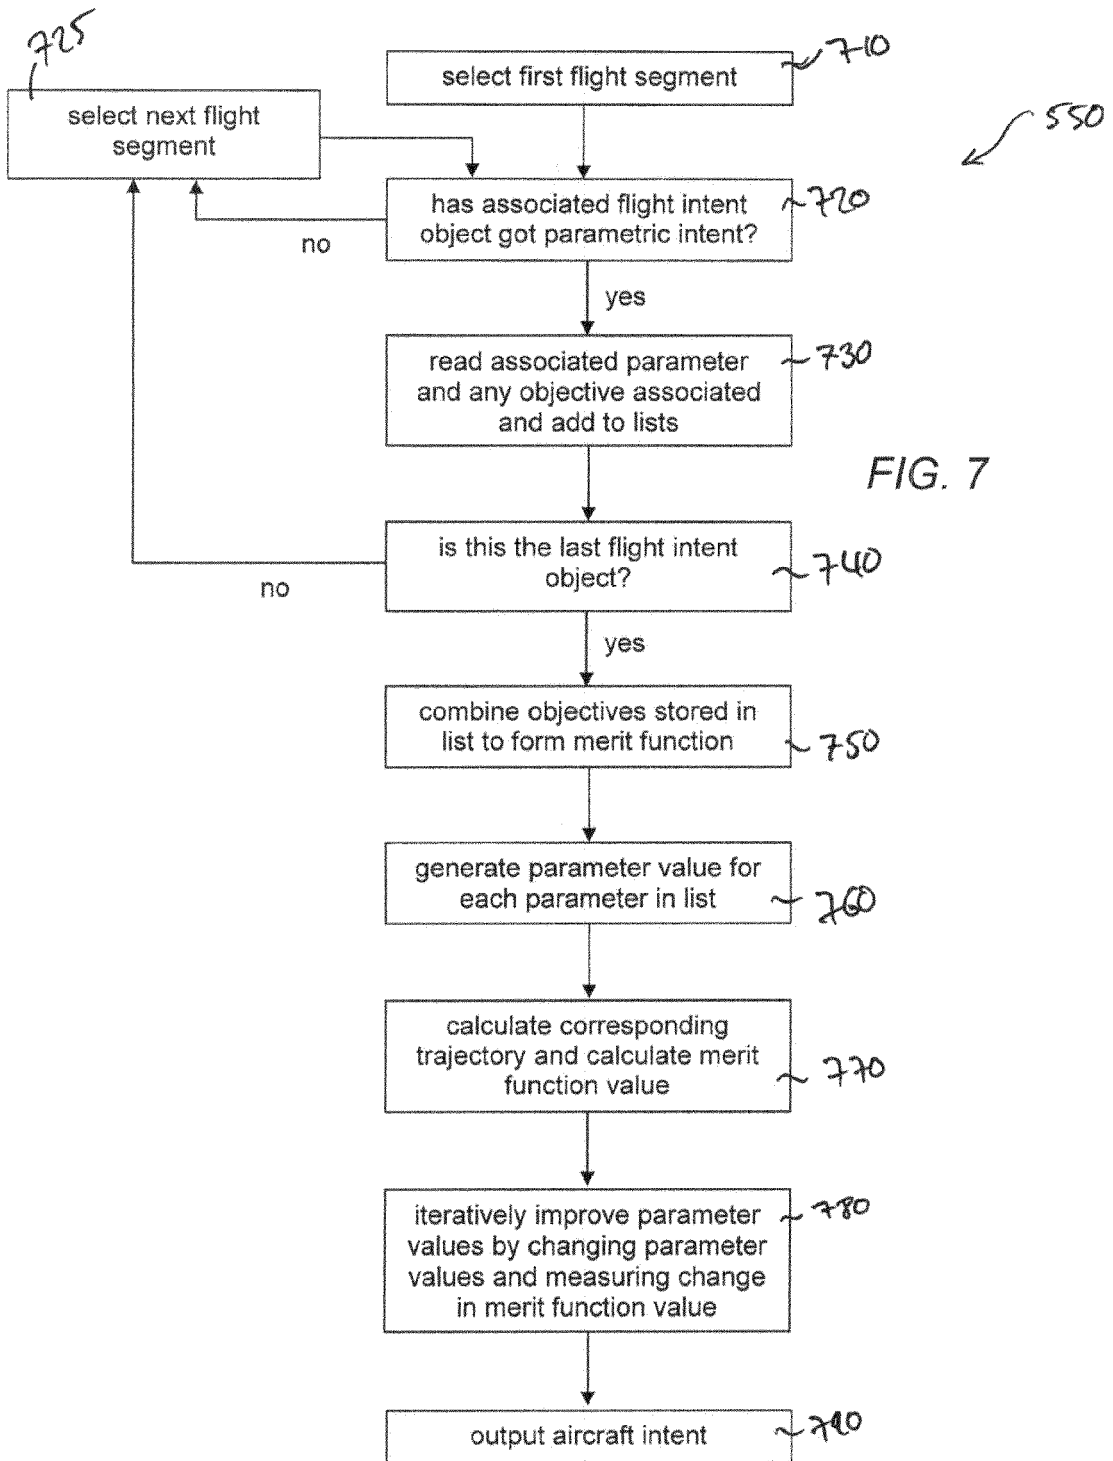 725
select next flight
segment
select first flight segment
710
550
has associated flight intent
object got parametric intent?
720
no
yes
read associated parameter
and any objective associated
and add to lists
730
FIG. 7
is this the last flight intent
object?
740
no
yes
combine objectives stored in
list to form merit function
750
generate parameter value for
each parameter in list
760
calculate corresponding
trajectory and calculate merit
function value
770
iteratively improve parameter
values by changing parameter
values and measuring change
in merit function value
780
output aircraft intent
790